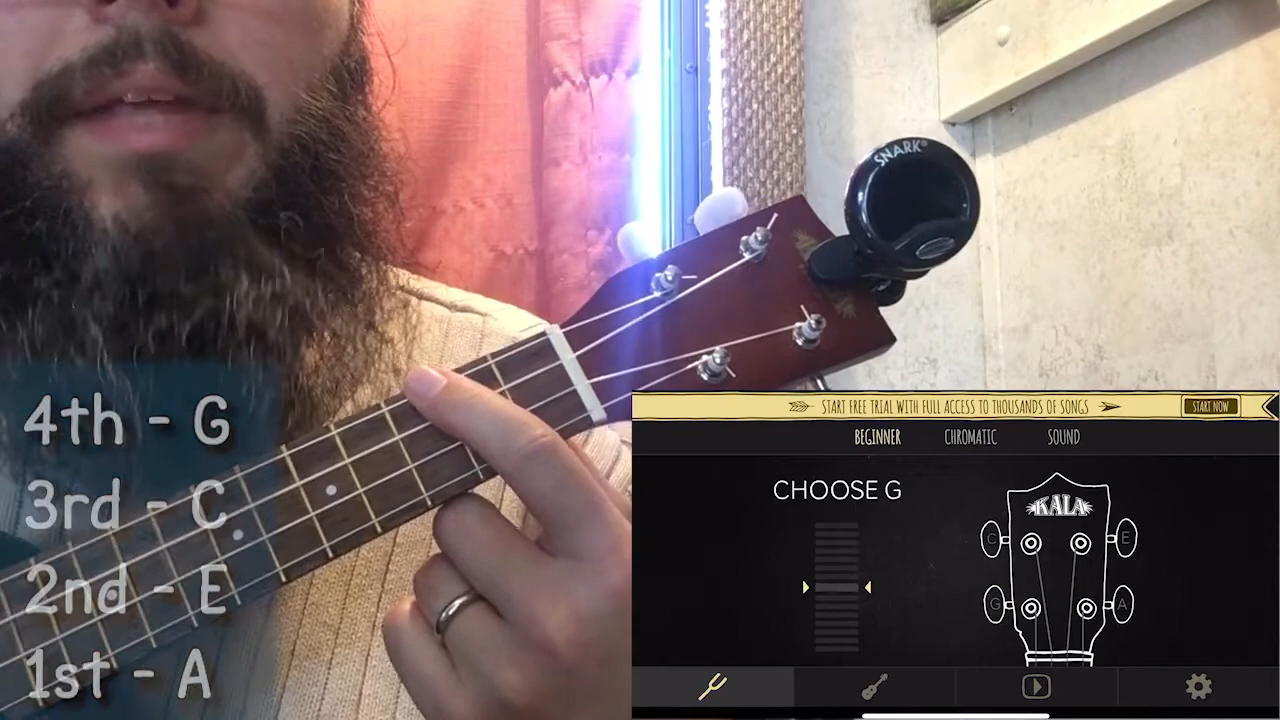 SNARK®
4th - G
3rd - C
2nd - E
1st - A
START FREE TRIAL WITH FULL ACCESS TO THOUSANDS OF SONGS
START NOW
BEGINNER CHROMATIC SOUND
CHOOSE G
KALA
C E
G A